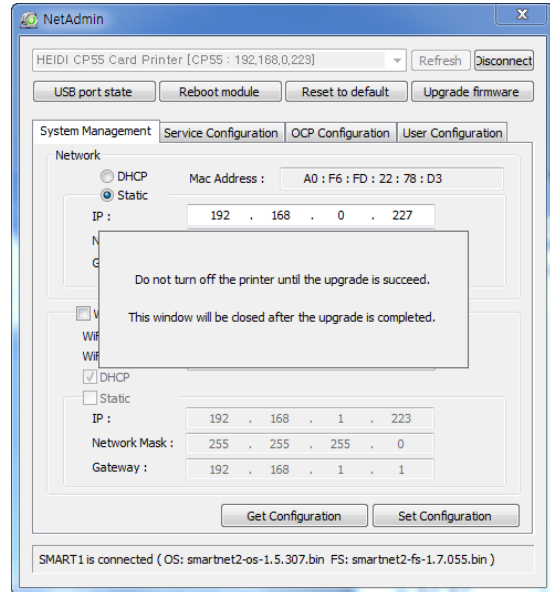 NetAdmin
HEIDI CP55 Card Printer [CP55 : 192,168,0,223]
Refresh
Disconnect
USB port state
Reboot module
Reset to default
Upgrade firmware
System Management
Service Configuration
OCP Configuration
User Configuration
Network
DHCP
Mac Address :
A0 : F6 : FD : 22 : 78 : D3
Static
IP :
192 . 168 . 0 . 227
Do not turn off the printer until the upgrade is succeed.
This window will be closed after the upgrade is completed.
DHCP
Static
IP :
192 . 168 . 1 . 223
Network Mask :
255 . 255 . 255 . 0
Gateway :
192 . 168 . 1 . 1
Get Configuration
Set Configuration
SMART1 is connected ( OS: smartnet2-os-1.5.307.bin FS: smartnet2-fs-1.7.055.bin )